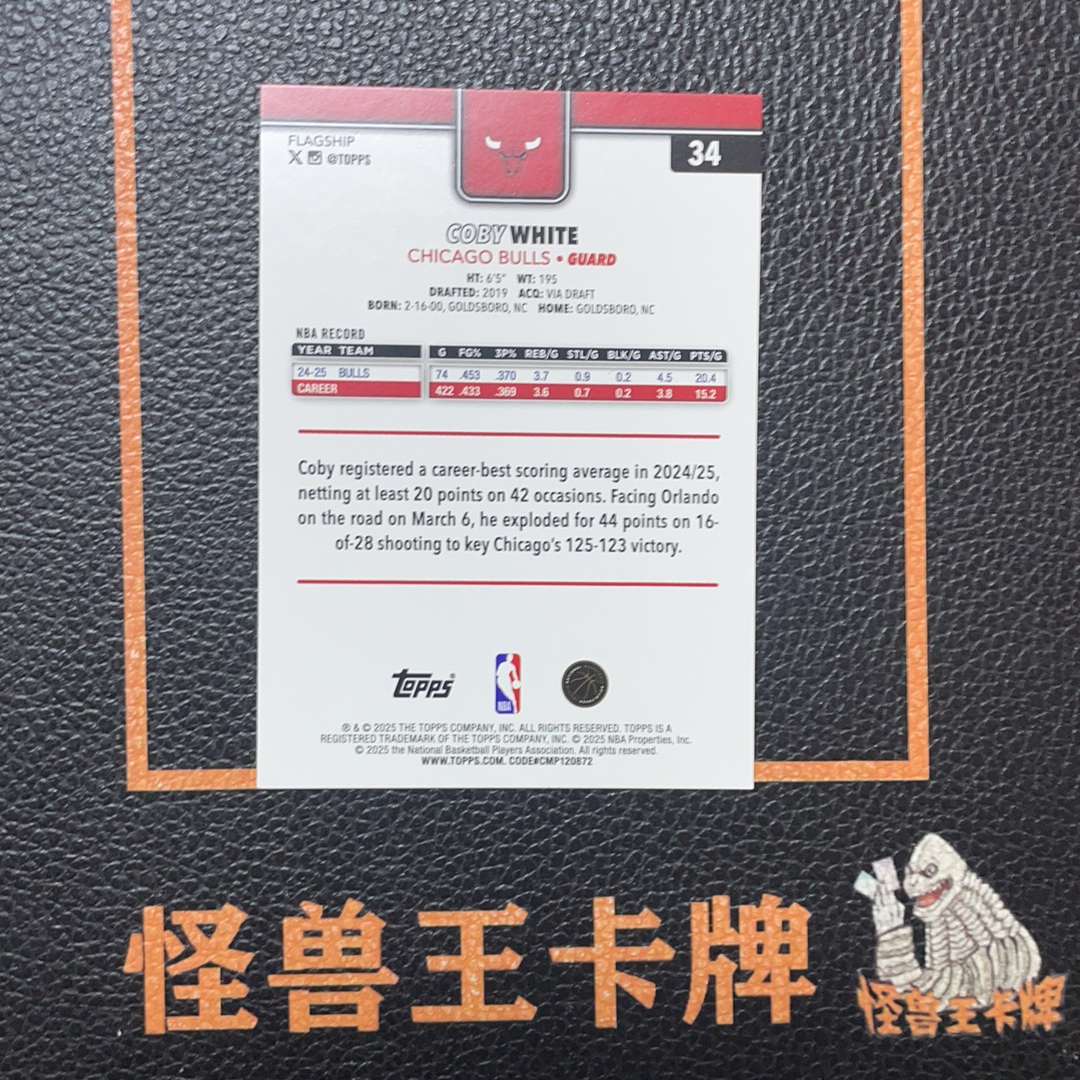 FLAGSHIP
@TOPPS
34
COBY WHITE
CHICAGO BULLS • GUARD
HT: 6'5" WT: 195
DRAFTED: 2019 ACQ: VIA DRAFT
BORN: 2-16-00, GOLDSBORO, NC HOME: GOLDSBORO, NC
NBA RECORD
YEAR TEAM G FG% 3P% REB/G STL/G BLK/G AST/G PTS/G
24-25 BULLS 74 .453 .370 3.7 0.9 0.2 4.5 20.4
CAREER 422 .433 .369 3.6 0.7 0.2 3.8 15.2
Coby registered a career-best scoring average in 2024/25,
netting at least 20 points on 42 occasions. Facing Orlando
on the road on March 6, he exploded for 44 points on 16-
of-28 shooting to key Chicago's 125-123 victory.
Topps
NBA
® & © 2025 THE TOPPS COMPANY, INC. ALL RIGHTS RESERVED. TOPPS IS A
REGISTERED TRADEMARK OF THE TOPPS COMPANY, INC. © 2025 NBA Properties, Inc.
© 2025 the National Basketball Players Association. All rights reserved.
WWW.TOPPS.COM. CODE#CMP120872
怪兽王卡牌
怪兽王卡牌